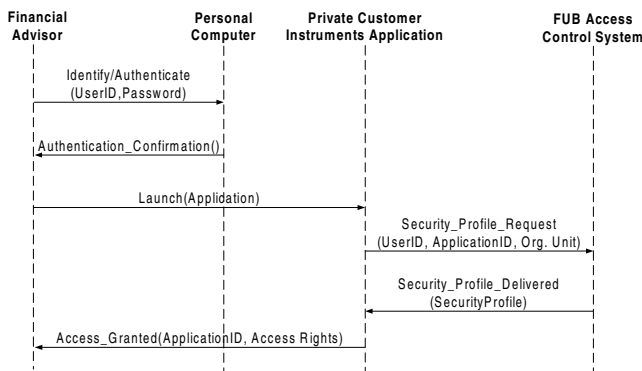 Financial Advisor
Personal Computer
Private Customer Instruments Application
FUB Access Control System
Identify/Authenticate
(UserID,Password)
Authentication_Confirmation()
Launch(Application)
Security_Profile_Request
(UserID, ApplicationID, Org. Unit)
Security_Profile_Delivered
(SecurityProfile)
Access_Granted(ApplicationID, Access Rights)